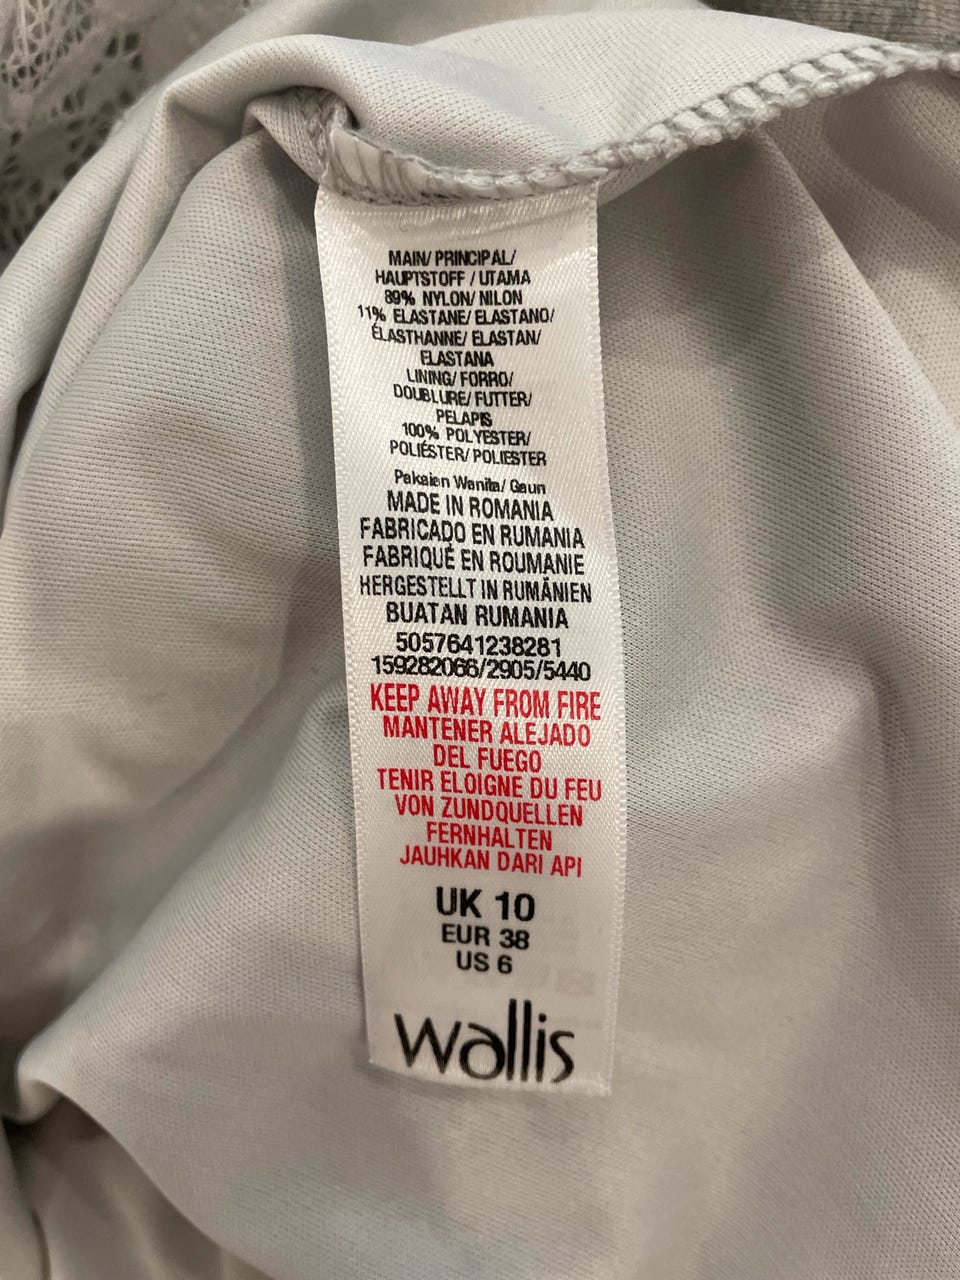 MAIN/ PRINCIPAL/
HAUPTSTOFF / UTAMA
89% NYLON/ NILON
11% ELASTANE/ ELASTANO/
ÉLASTHANNE/ ELASTAN/
ELASTANA
LINING/ FORRO/
DOUBLURE/ FUTTER/
PELAPIS
100% POLYESTER/
POLIÉSTER/ POLIESTER
Pakaian Wanita/ Gaun
MADE IN ROMANIA
FABRICADO EN RUMANIA
FABRIQUÉ EN ROUMANIE
HERGESTELLT IN RUMÄNIEN
BUATAN RUMANIA
5057641238281
159282066/2905/5440
KEEP AWAY FROM FIRE
MANTENER ALEJADO
DEL FUEGO
TENIR ELOIGNE DU FEU
VON ZUNDQUELLEN
FERNHALTEN
JAUHKAN DARI API
UK 10
EUR 38
US 6
wallis